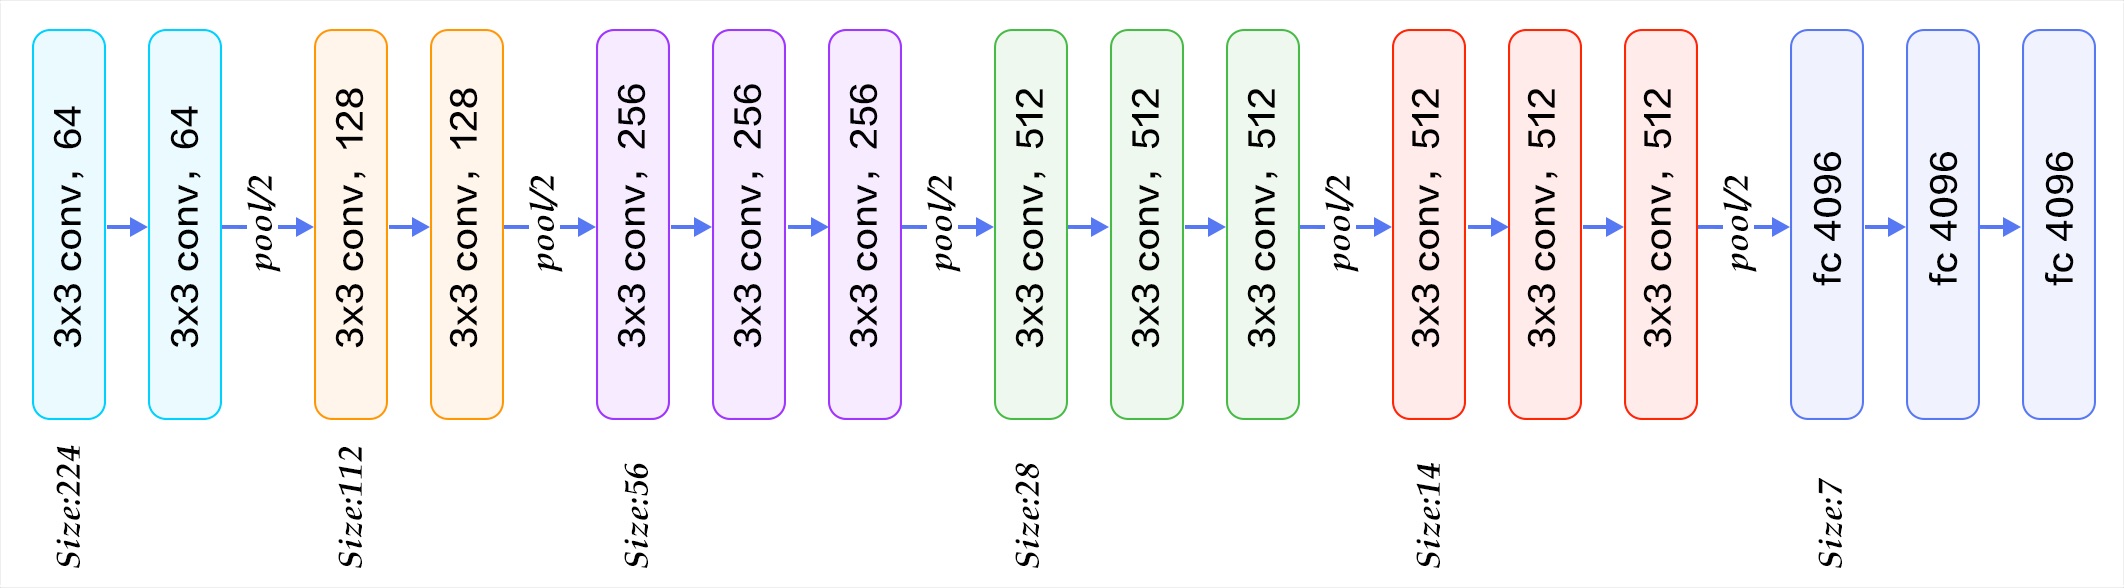 3x3 conv, 64
3x3 conv, 64
pool/2
3x3 conv, 128
3x3 conv, 128
pool/2
3x3 conv, 256
3x3 conv, 256
3x3 conv, 256
pool/2
3x3 conv, 512
3x3 conv, 512
3x3 conv, 512
pool/2
3x3 conv, 512
3x3 conv, 512
3x3 conv, 512
pool/2
fc 4096
fc 4096
fc 4096
Size:224
Size:112
Size:56
Size:28
Size:14
Size:7